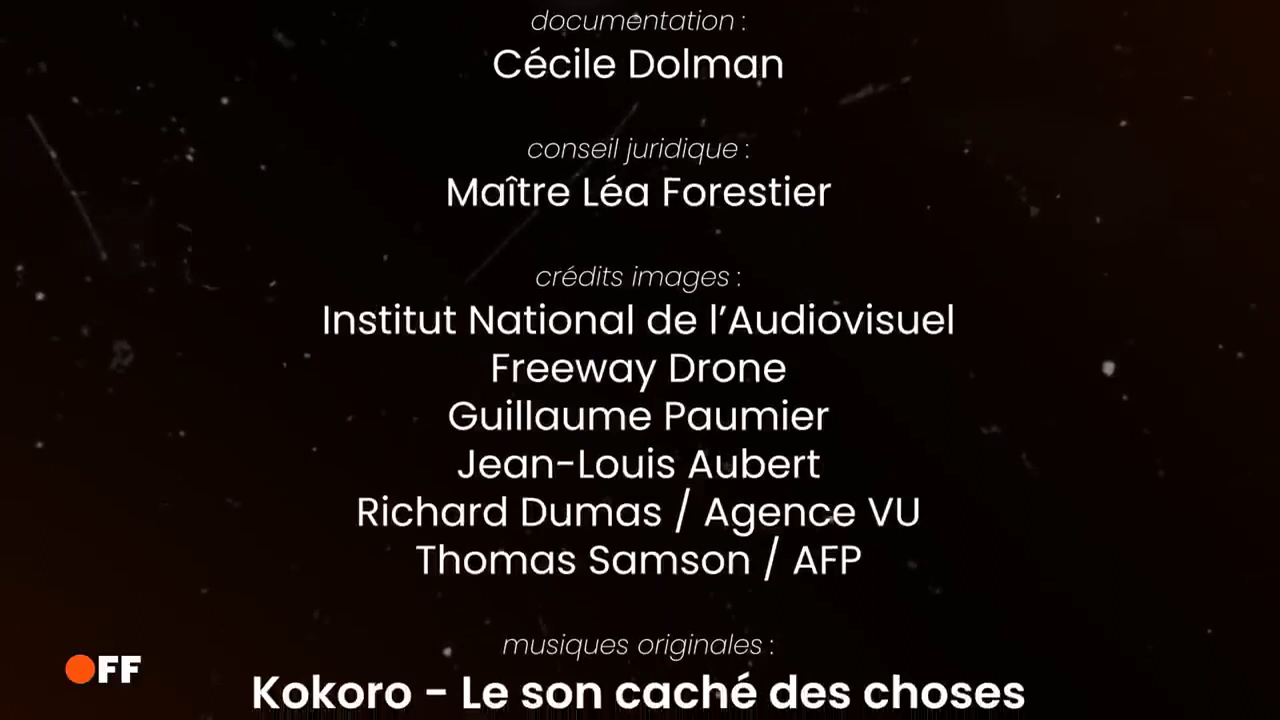 documentation :
Cécile Dolman
conseil juridique :
Maître Léa Forestier
crédits images :
Institut National de l’Audiovisuel
Freeway Drone
Guillaume Paumier
Jean-Louis Aubert
Richard Dumas / Agence VU
Thomas Samson / AFP
musiques originales :
Kokoro - Le son caché des choses
OFF